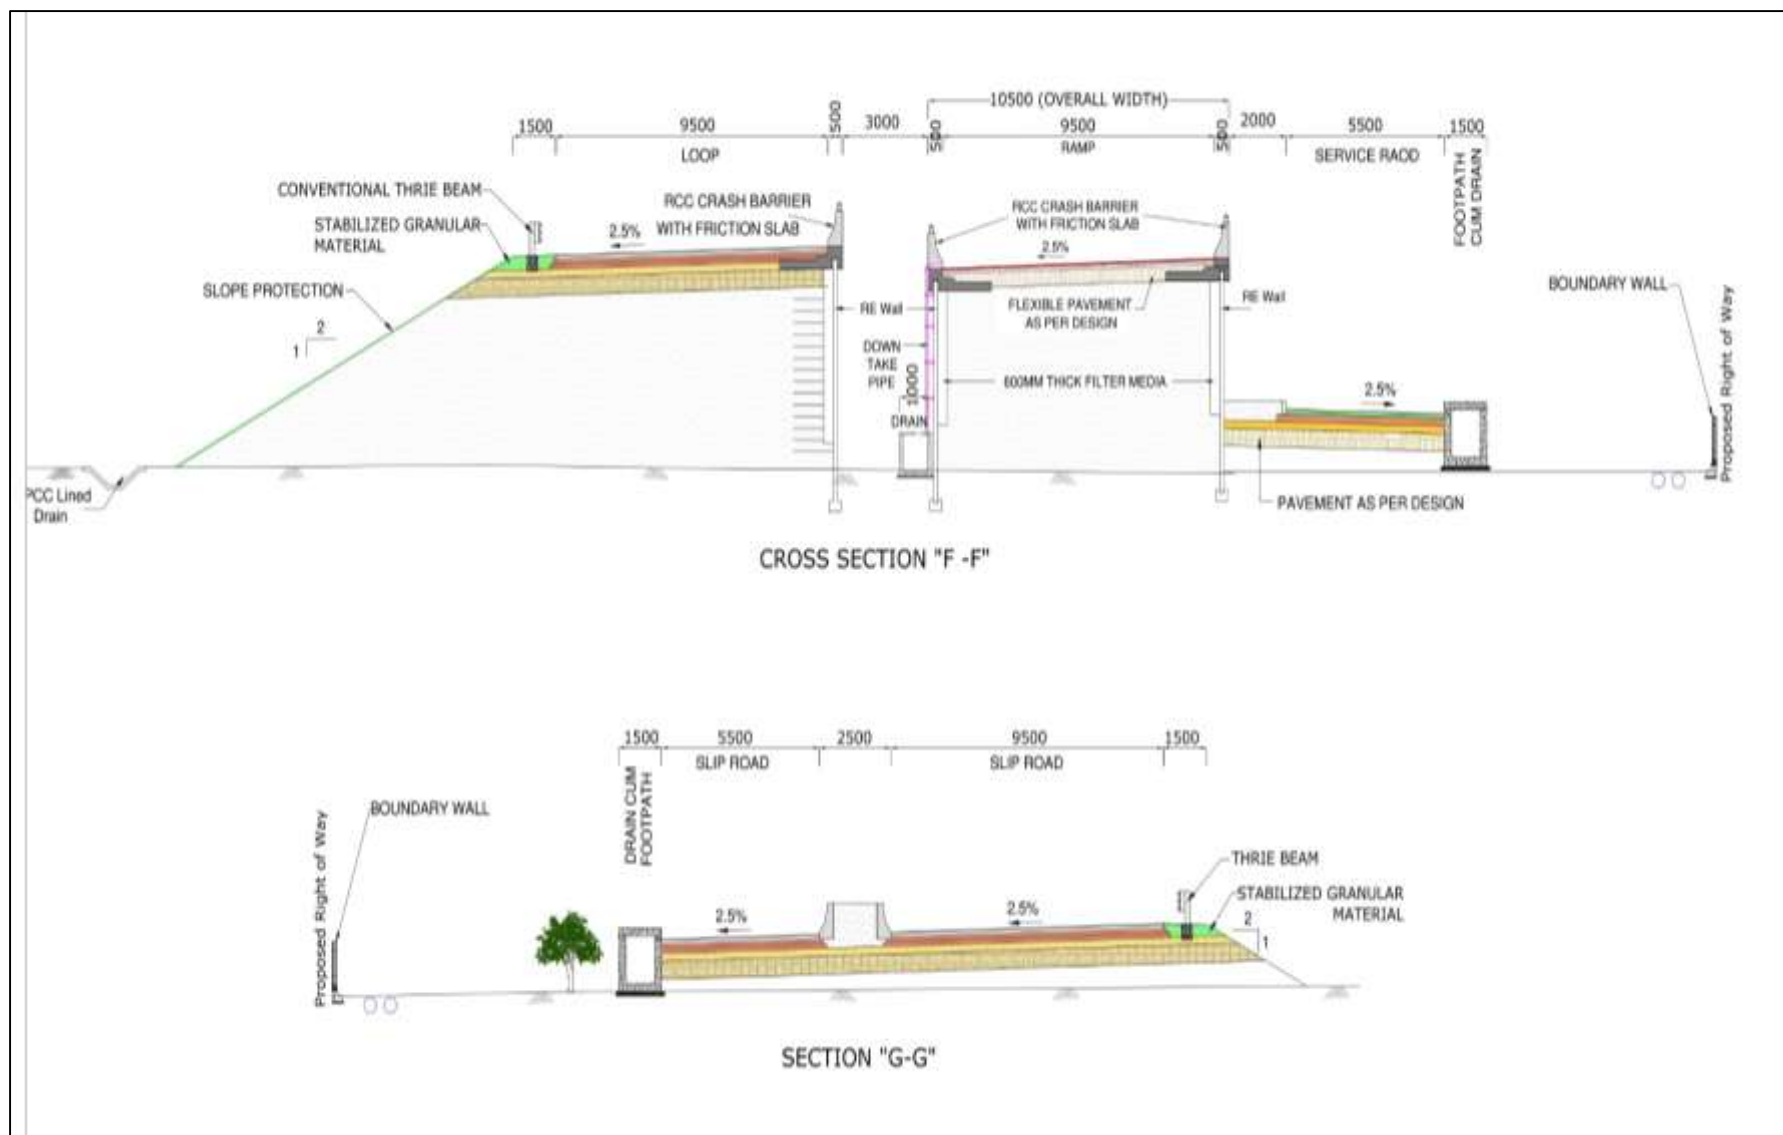 10500 (OVERALL WIDTH)
1500
9500
500
3000
500
9500
500
2000
5500
1500
LOOP
RAMP
SERVICE RAOD
FOOTPATH
CUM DRAIN
CONVENTIONAL THRIE BEAM
STABILIZED GRANULAR
MATERIAL
2.5%
RCC CRASH BARRIER
WITH FRICTION SLAB
RCC CRASH BARRIER
WITH FRICTION SLAB
2.5%
SLOPE PROTECTION
2
1
RE Wall
FLEXIBLE PAVEMENT
AS PER DESIGN
RE Wall
BOUNDARY WALL
Proposed Right of Way
DOWN
TAKE
PIPE
1000
600MM THICK FILTER MEDIA
2.5%
DRAIN
PCC Lined
Drain
PAVEMENT AS PER DESIGN
CROSS SECTION "F -F"
1500
5500
2500
9500
1500
SLIP ROAD
SLIP ROAD
DRAIN CUM
FOOTPATH
BOUNDARY WALL
Proposed Right of Way
THRIE BEAM
STABILIZED GRANULAR
MATERIAL
2.5%
2.5%
2
1
SECTION "G-G"